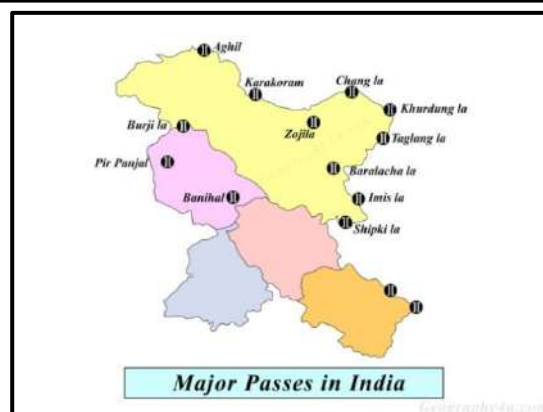 Aghil
Karakoram
Chang la
Khurdung la
Burji la
Zojila
Taglang la
Pir Panjal
Baralacha la
Banihal
Imis la
Shipki la
Major Passes in India